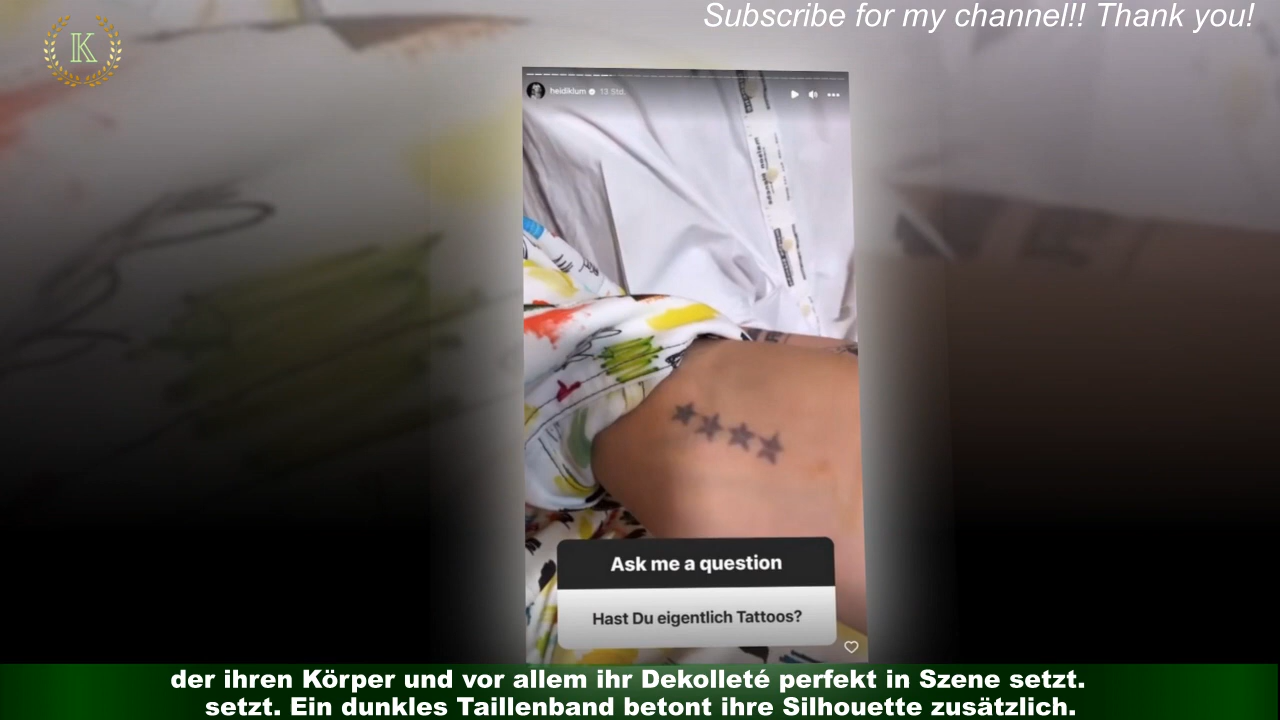 Subscribe for my channel!! Thank you!
K
heidiklum 13 Std.
Ask me a question
Hast Du eigentlich Tattoos?
der ihren Körper und vor allem ihr Dekolleté perfekt in Szene setzt.
setzt. Ein dunkles Taillenband betont ihre Silhouette zusätzlich.